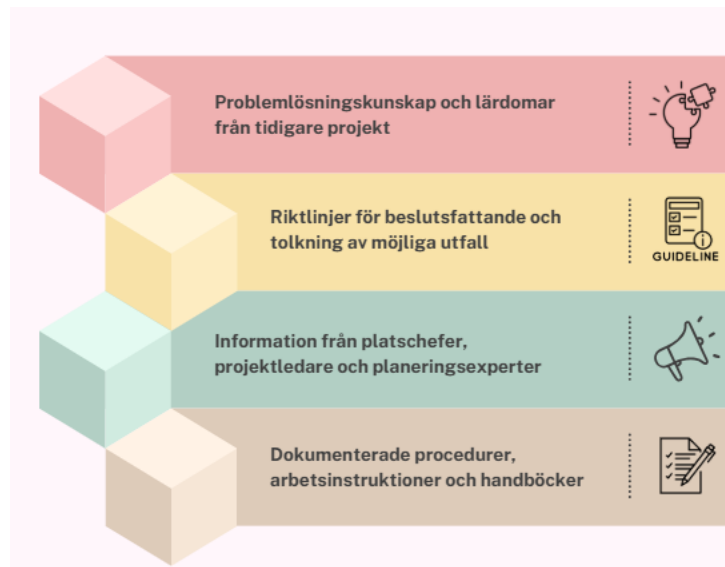 Problemlösningskunskap och lärdomar
från tidigare projekt
Riktlinjer för beslutsfattande och
tolkning av möjliga utfall
GUIDELINE
Information från platschefer,
projektledare och planeringsexperter
Dokumenterade procedurer,
arbetsinstruktioner och handböcker